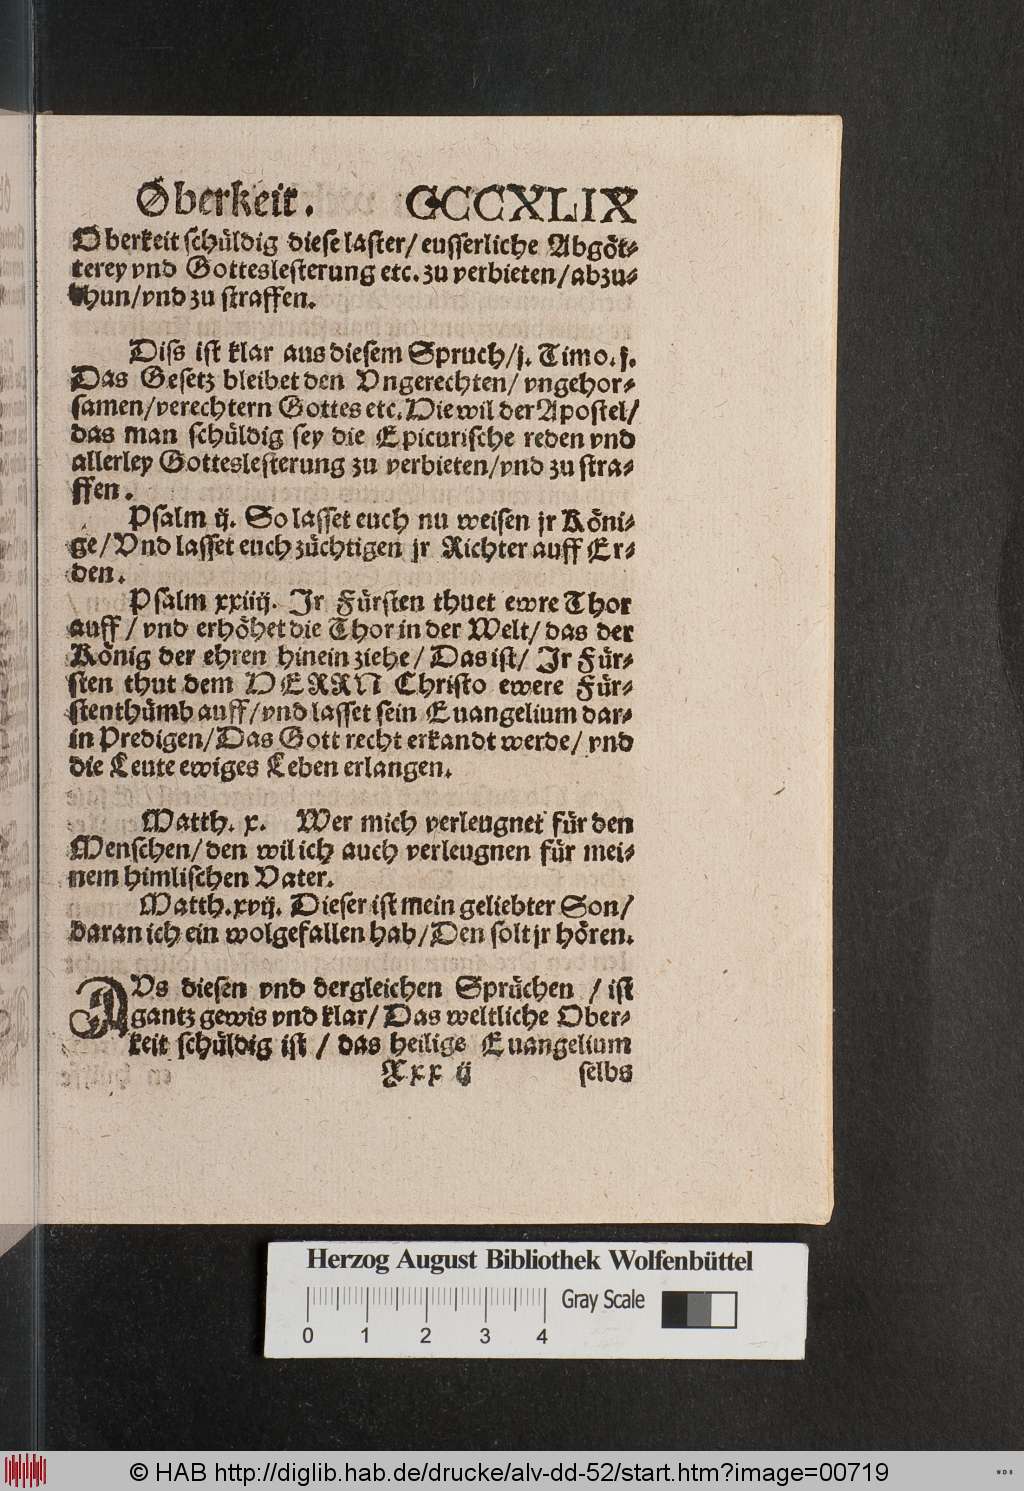 Oberkeit. CCCXLIX
Oberkeit schüldig diese laster/ eusserliche Abgöt-
terey vnd Gotteslesterung etc. zu verbieten/abzu-
thun/vnd zu straffen.
Diss ist klar aus diesem Spruch/j. Timo. j.
Das Gesetz bleibet den Vngerechten/ vngehor-
samen/verechtern Gottes etc. Die wil der Apostel/
das man schüldig sey die Epicurische reden vnd
allerley Gotteslesterung zu verbieten/vnd zu stra-
ffen.
Psalm ij. So lasset euch nu weisen jr Köni-
ge/Vnd lasset euch züchtigen jr Richter auff Er-
den.
Psalm xxiiij. Jr Fürsten thuet ewre Thor
auff/ vnd erhöhet die Thor in der Welt/ das der
König der ehren hinein ziehe/ Das ist/ Jr Für-
sten thut dem HERRN Christo ewere Für-
stenthümb auff/vnd lasset sein Euangelium dar-
in Predigen/Das Gott recht erkandt werde/ vnd
die Leute ewiges Leben erlangen.
Matth. x. Wer mich verleugnet für den
Menschen/den wil ich auch verleugnen für mei-
nem himlischen Vater.
Matth.xvij. Dieser ist mein geliebter Son/
daran ich ein wolgefallen hab/Den solt jr hören.
AVs diesen vnd dergleichen Sprüchen / ist
gantz gewis vnd klar/ Das weltliche Ober-
keit schüldig ist / das heilige Euangelium
Xxx ij selbs
Herzog August Bibliothek Wolfenbüttel
Gray Scale
0 1 2 3 4
© HAB http://diglib.hab.de/drucke/alv-dd-52/start.htm?image=00719